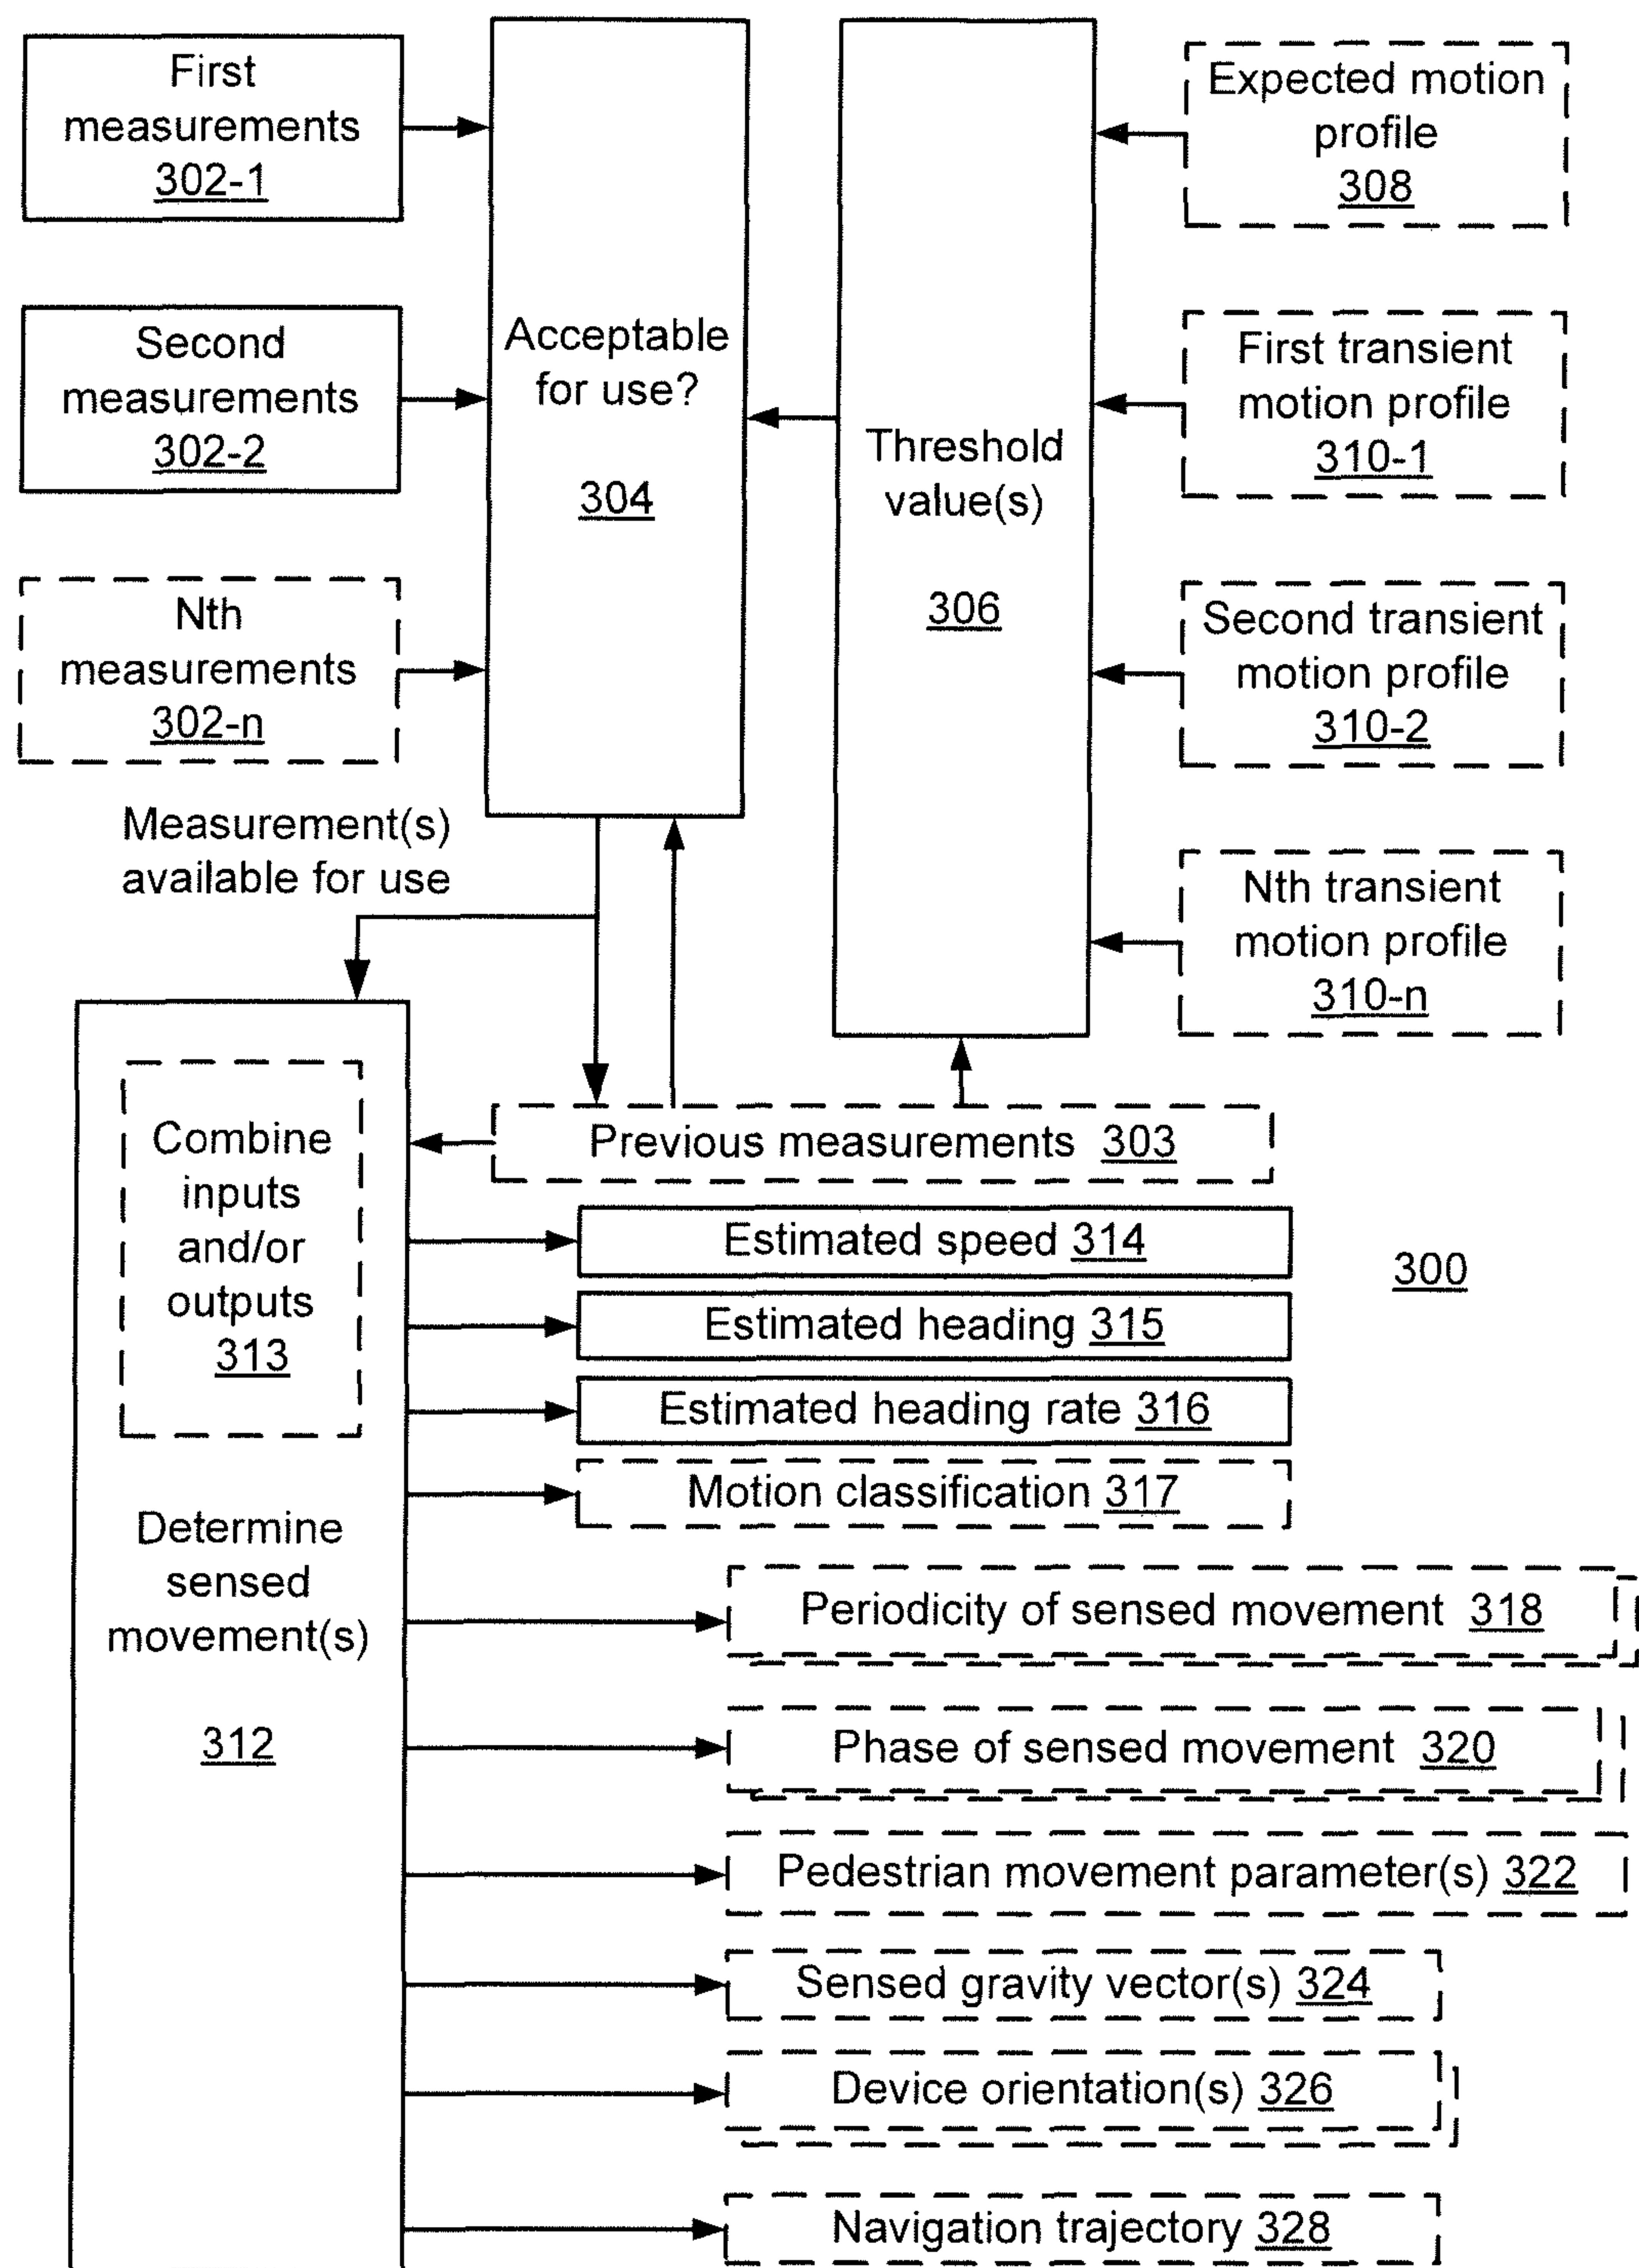 First
measurements
302-1
Second
measurements
302-2
Nth
measurements
302-n
Acceptable
for use?
304
Threshold
value(s)
306
Expected motion
profile
308
First transient
motion profile
310-1
Second transient
motion profile
310-2
Nth transient
motion profile
310-n
Measurement(s)
available for use
Previous measurements 303
Combine
inputs
and/or
outputs
313
Determine
sensed
movement(s)
312
Estimated speed 314
Estimated heading 315
Estimated heading rate 316
Motion classification 317
300
Periodicity of sensed movement 318
Phase of sensed movement 320
Pedestrian movement parameter(s) 322
Sensed gravity vector(s) 324
Device orientation(s) 326
Navigation trajectory 328